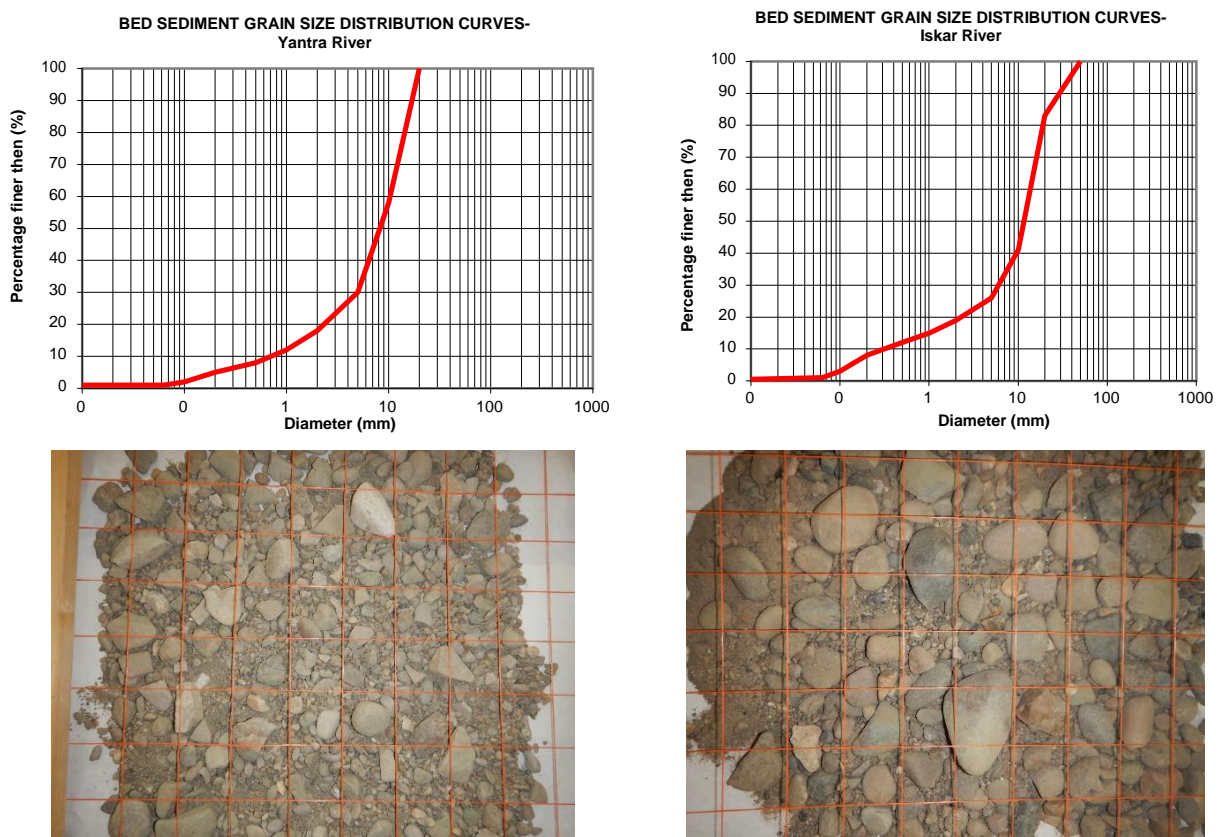 BED SEDIMENT GRAIN SIZE DISTRIBUTION CURVES-
Yantra River
Percentage finer then (%)
100
90
80
70
60
50
40
30
20
10
0
0 0 1 10 100 1000
Diameter (mm)
BED SEDIMENT GRAIN SIZE DISTRIBUTION CURVES-
Iskar River
Percentage finer then (%)
100
90
80
70
60
50
40
30
20
10
0
0 0 1 10 100 1000
Diameter (mm)